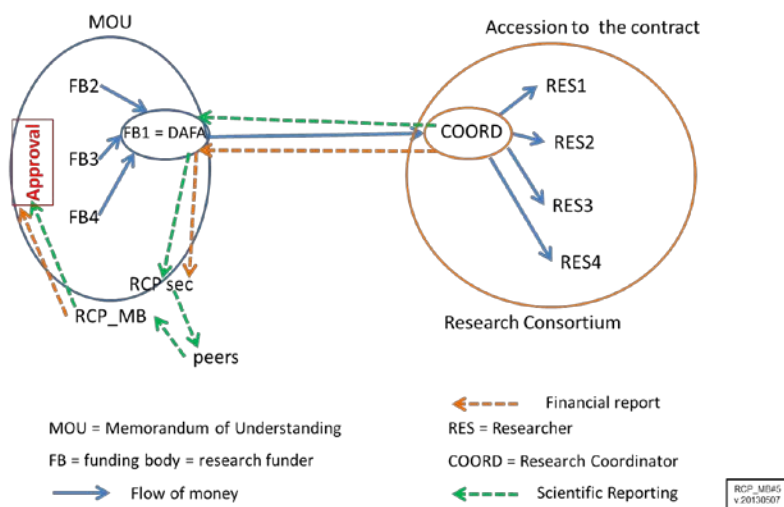 MOU
Accession to the contract
FB2
FB1 = DAFA
FB3
FB4
Approval
COORD
RES1
RES2
RES3
RES4
RCP sec
RCP_MB
peers
Research Consortium
Financial report
MOU = Memorandum of Understanding
RES = Researcher
FB = funding body = research funder
COORD = Research Coordinator
Flow of money
Scientific Reporting
RCP_MB#5
v.20130507